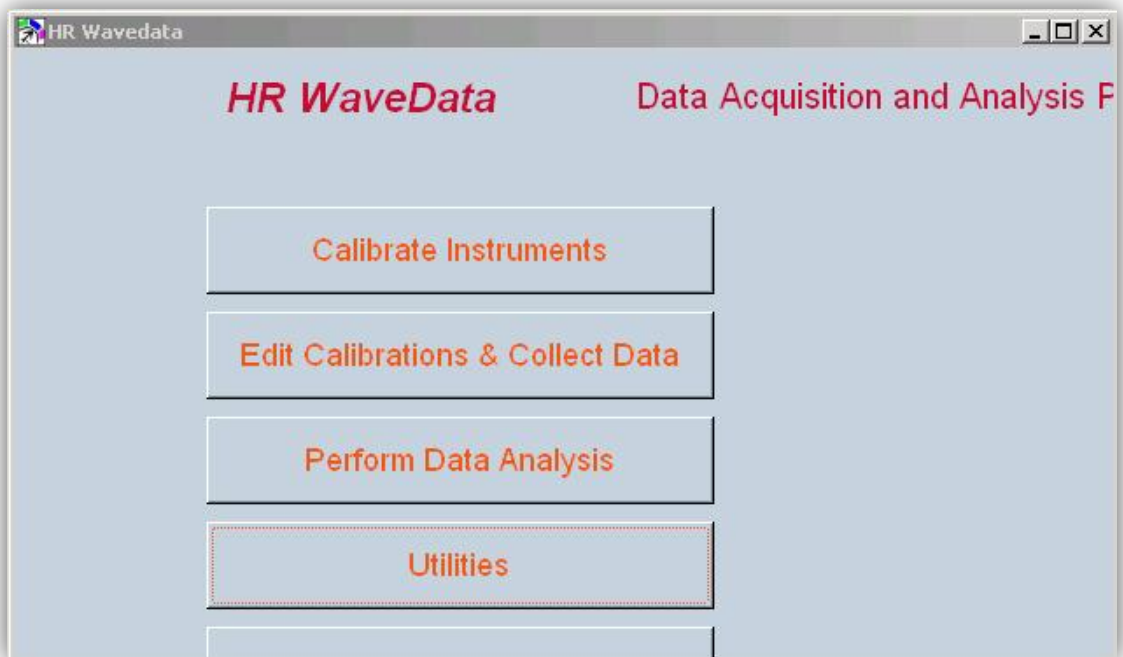 HR Wavedata
HR WaveData Data Acquisition and Analysis P
Calibrate Instruments
Edit Calibrations & Collect Data
Perform Data Analysis
Utilities